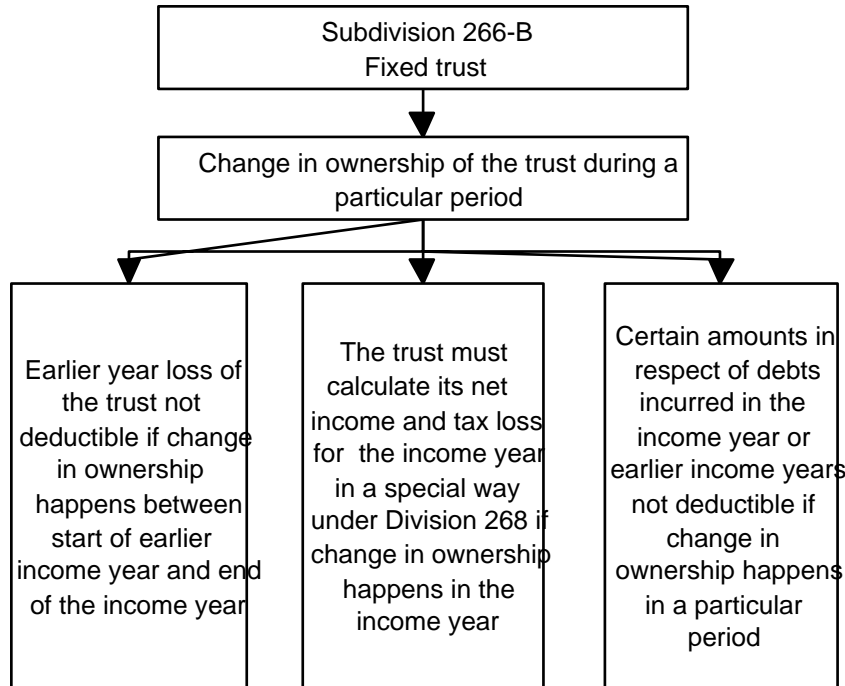 Subdivision 266-B
Fixed trust
Change in ownership of the trust during a
particular period
Earlier year loss of
the trust not
deductible if change
in ownership
happens between
start of earlier
income year and end
of the income year
The trust must
calculate its net
income and tax loss
for the income year
in a special way
under Division 268 if
change in ownership
happens in the
income year
Certain amounts in
respect of debts
incurred in the
income year or
earlier income years
not deductible if
change in
ownership happens
in a particular
period